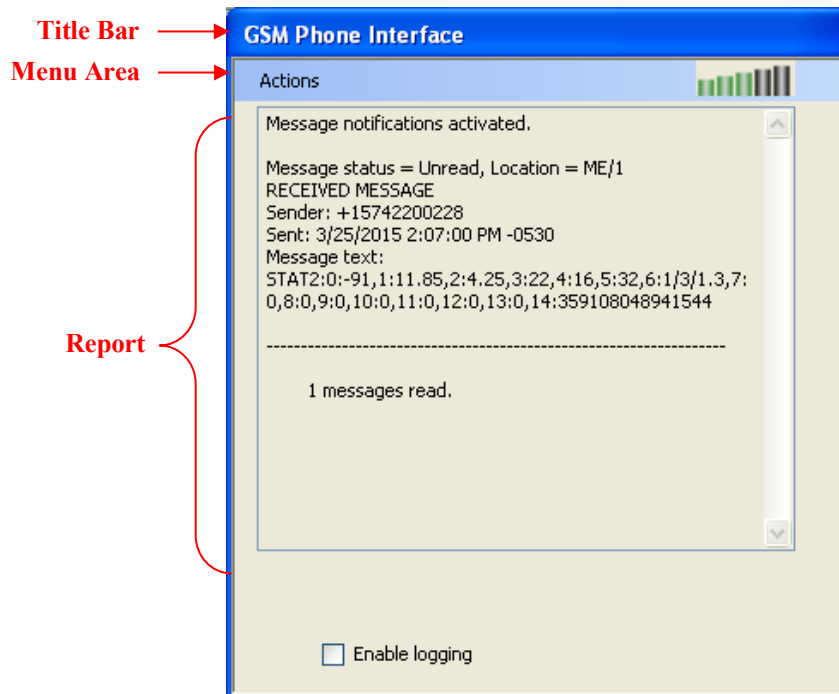 Title Bar
GSM Phone Interface
Menu Area
Actions
Message notifications activated.
Message status = Unread, Location = ME/1
RECEIVED MESSAGE
Sender: +15742200228
Sent: 3/25/2015 2:07:00 PM -0530
Message text:
STAT2:0:-91,1:11.85,2:4.25,3:22,4:16,5:32,6:1/3/1.3,7:
0,8:0,9:0,10:0,11:0,12:0,13:0,14:359108048941544
--------------------------------------------------------------------
Report
1 messages read.
Enable logging